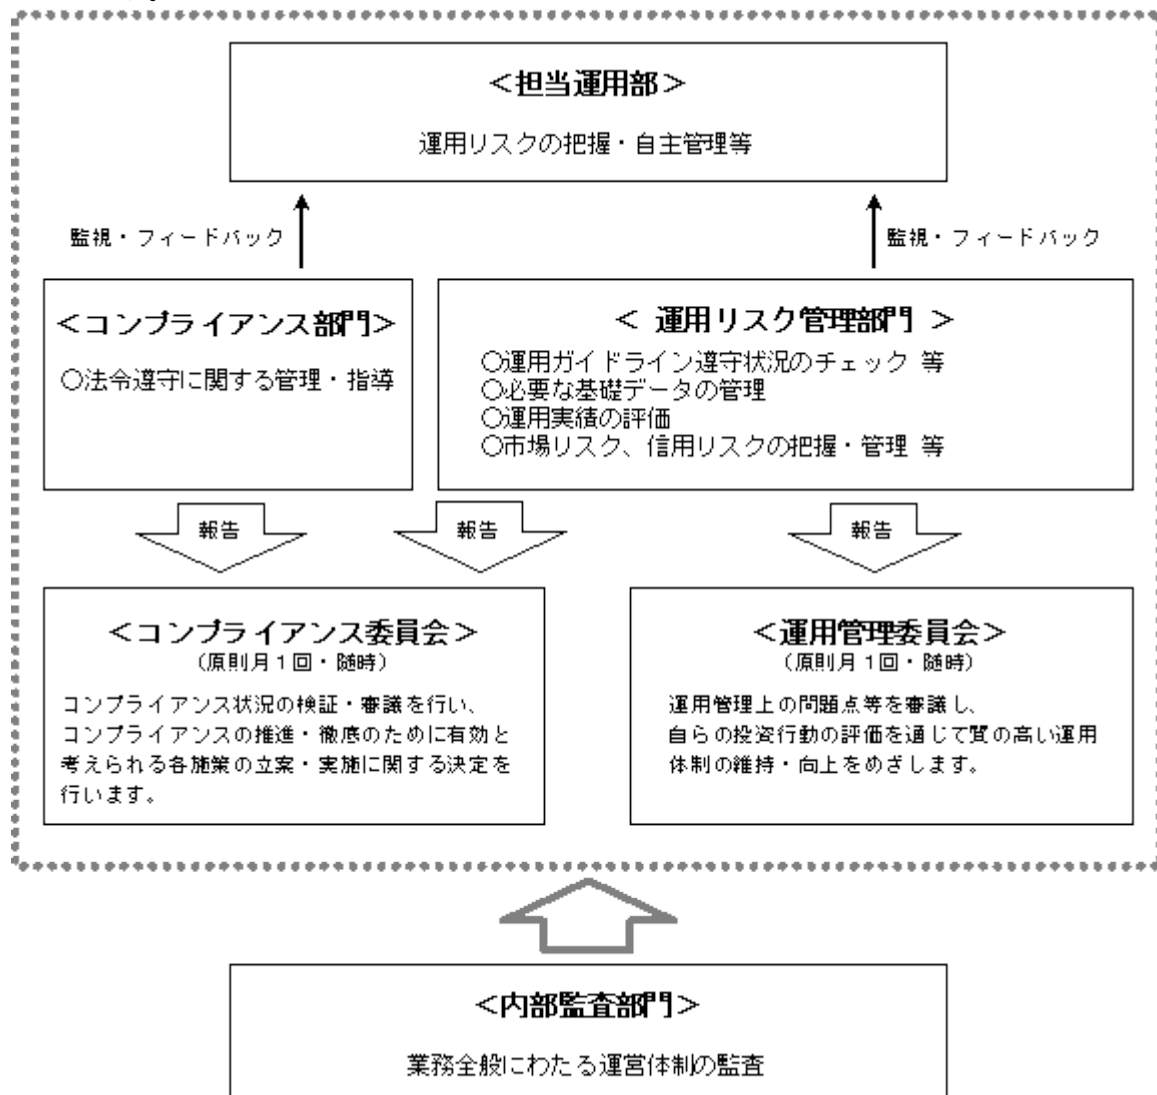 ＜担当運用部＞
運用リスクの把握・自主管理等
監視・フィードバック
監視・フィードバック
＜コンプライアンス部門＞
○法令遵守に関する管理・指導
＜ 運用リスク管理部門 ＞
○運用ガイドライン遵守状況のチェック 等
○必要な基礎データの管理
○運用実績の評価
○市場リスク、信用リスクの把握・管理 等
報告
報告
報告
＜コンプライアンス委員会＞
（原則月１回・随時）
コンプライアンス状況の検証・審議を行い、
コンプライアンスの推進・徹底のために有効と
考えられる各施策の立案・実施に関する決定を
行います。
＜運用管理委員会＞
（原則月１回・随時）
運用管理上の問題点等を審議し、
自らの投資行動の評価を通じて質の高い運用
体制の維持・向上をめざします。
＜内部監査部門＞
業務全般にわたる運営体制の監査